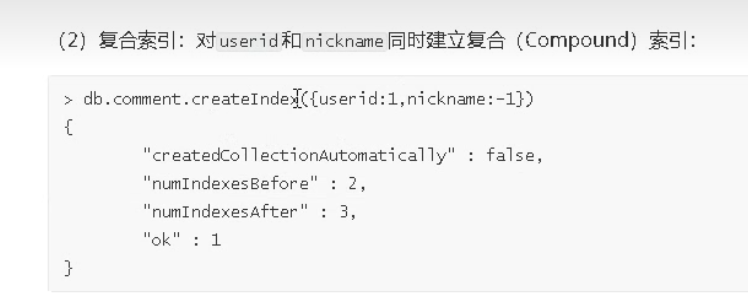 （2）复合索引：对userid和nickname同时建立复合（Compound）索引：
> db.comment.createIndex({userid:1,nickname:-1})
{
"createdCollectionAutomatically" : false,
"numIndexesBefore" : 2,
"numIndexesAfter" : 3,
"ok" : 1
}